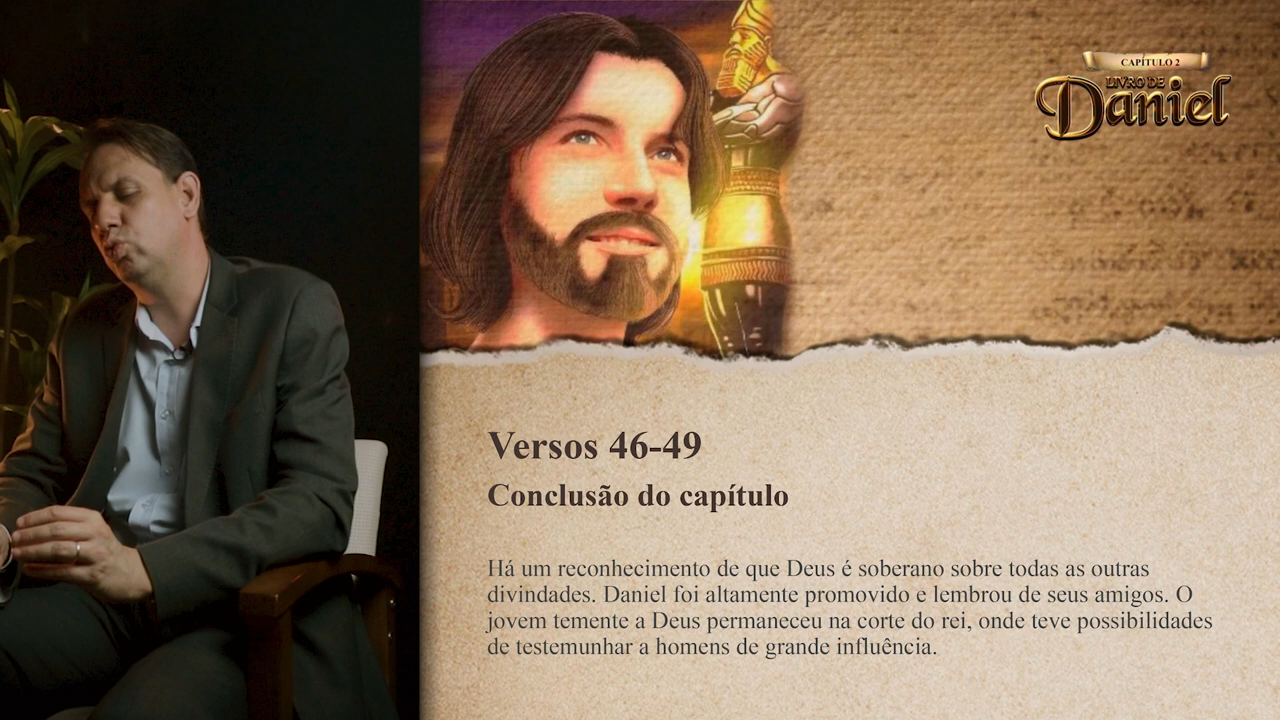 CAPÍTULO 2
LIVRO DE
Daniel
Versos 46-49
Conclusão do capítulo
Há um reconhecimento de que Deus é soberano sobre todas as outras
divindades. Daniel foi altamente promovido e lembrou de seus amigos. O
jovem temente a Deus permaneceu na corte do rei, onde teve possibilidades
de testemunhar a homens de grande influência.